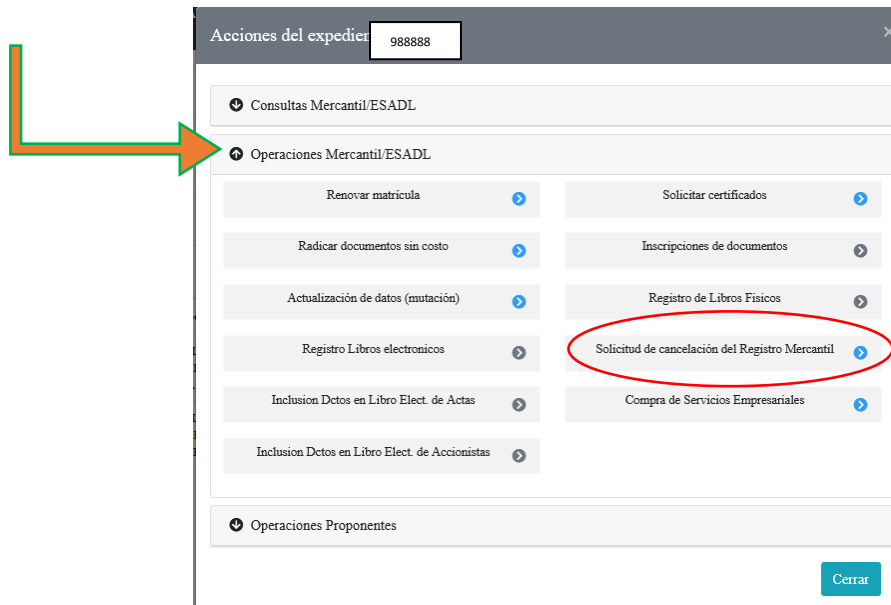 Acciones del expedien
988888
Consultas Mercantil/ESADL
Operaciones Mercantil/ESADL
Renovar matrícula
Solicitar certificados
Radicar documentos sin costo
Inscripciones de documentos
Actualización de datos (mutación)
Registro de Libros Fisicos
Registro Libros electronicos
Solicitud de cancelación del Registro Mercantil
Inclusion Dctos en Libro Elect. de Actas
Compra de Servicios Empresariales
Inclusion Dctos en Libro Elect. de Accionistas
Operaciones Proponentes
Cerrar